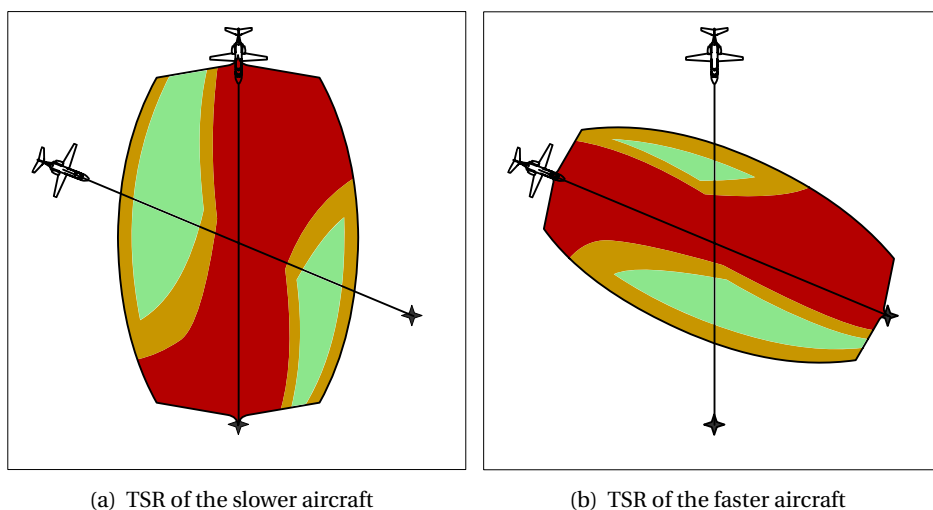 (a) TSR of the slower aircraft
(b) TSR of the faster aircraft